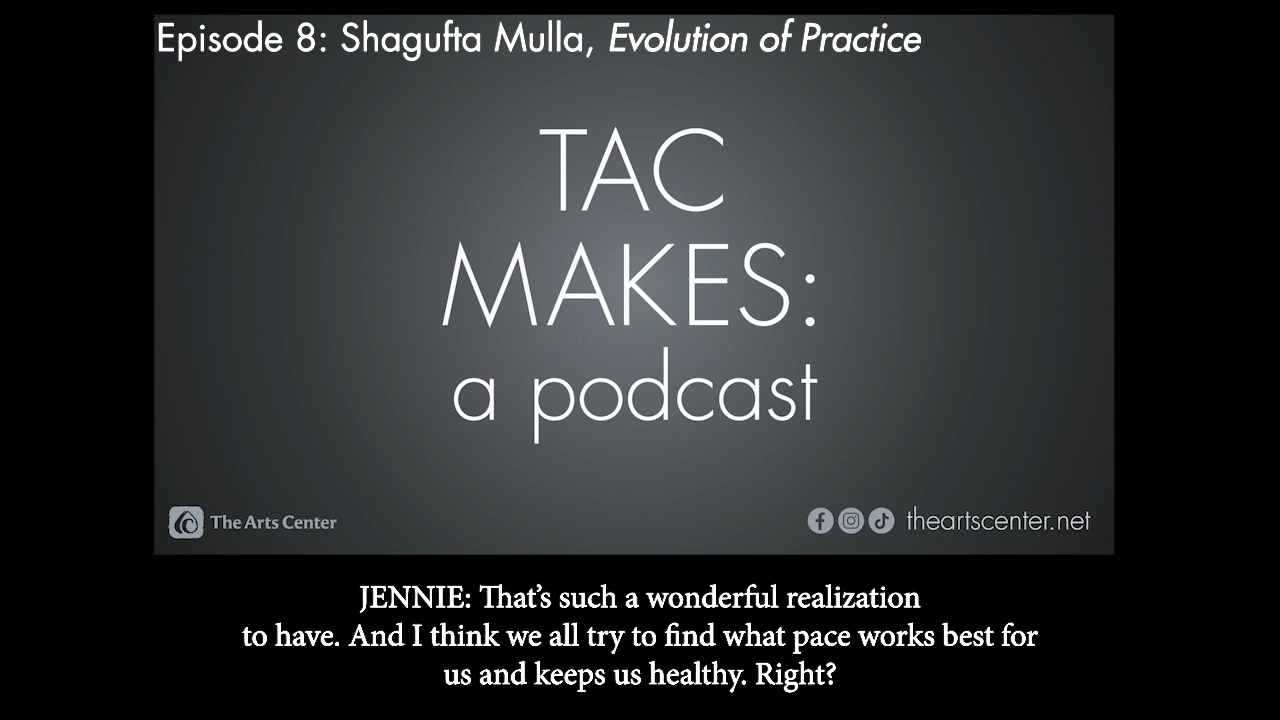 Episode 8: Shagufta Mulla, Evolution of Practice
TAC
MAKES:
a podcast
The Arts Center
theartscenter.net
JENNIE: That's such a wonderful realization
to have. And I think we all try to find what pace works best for
us and keeps us healthy. Right?